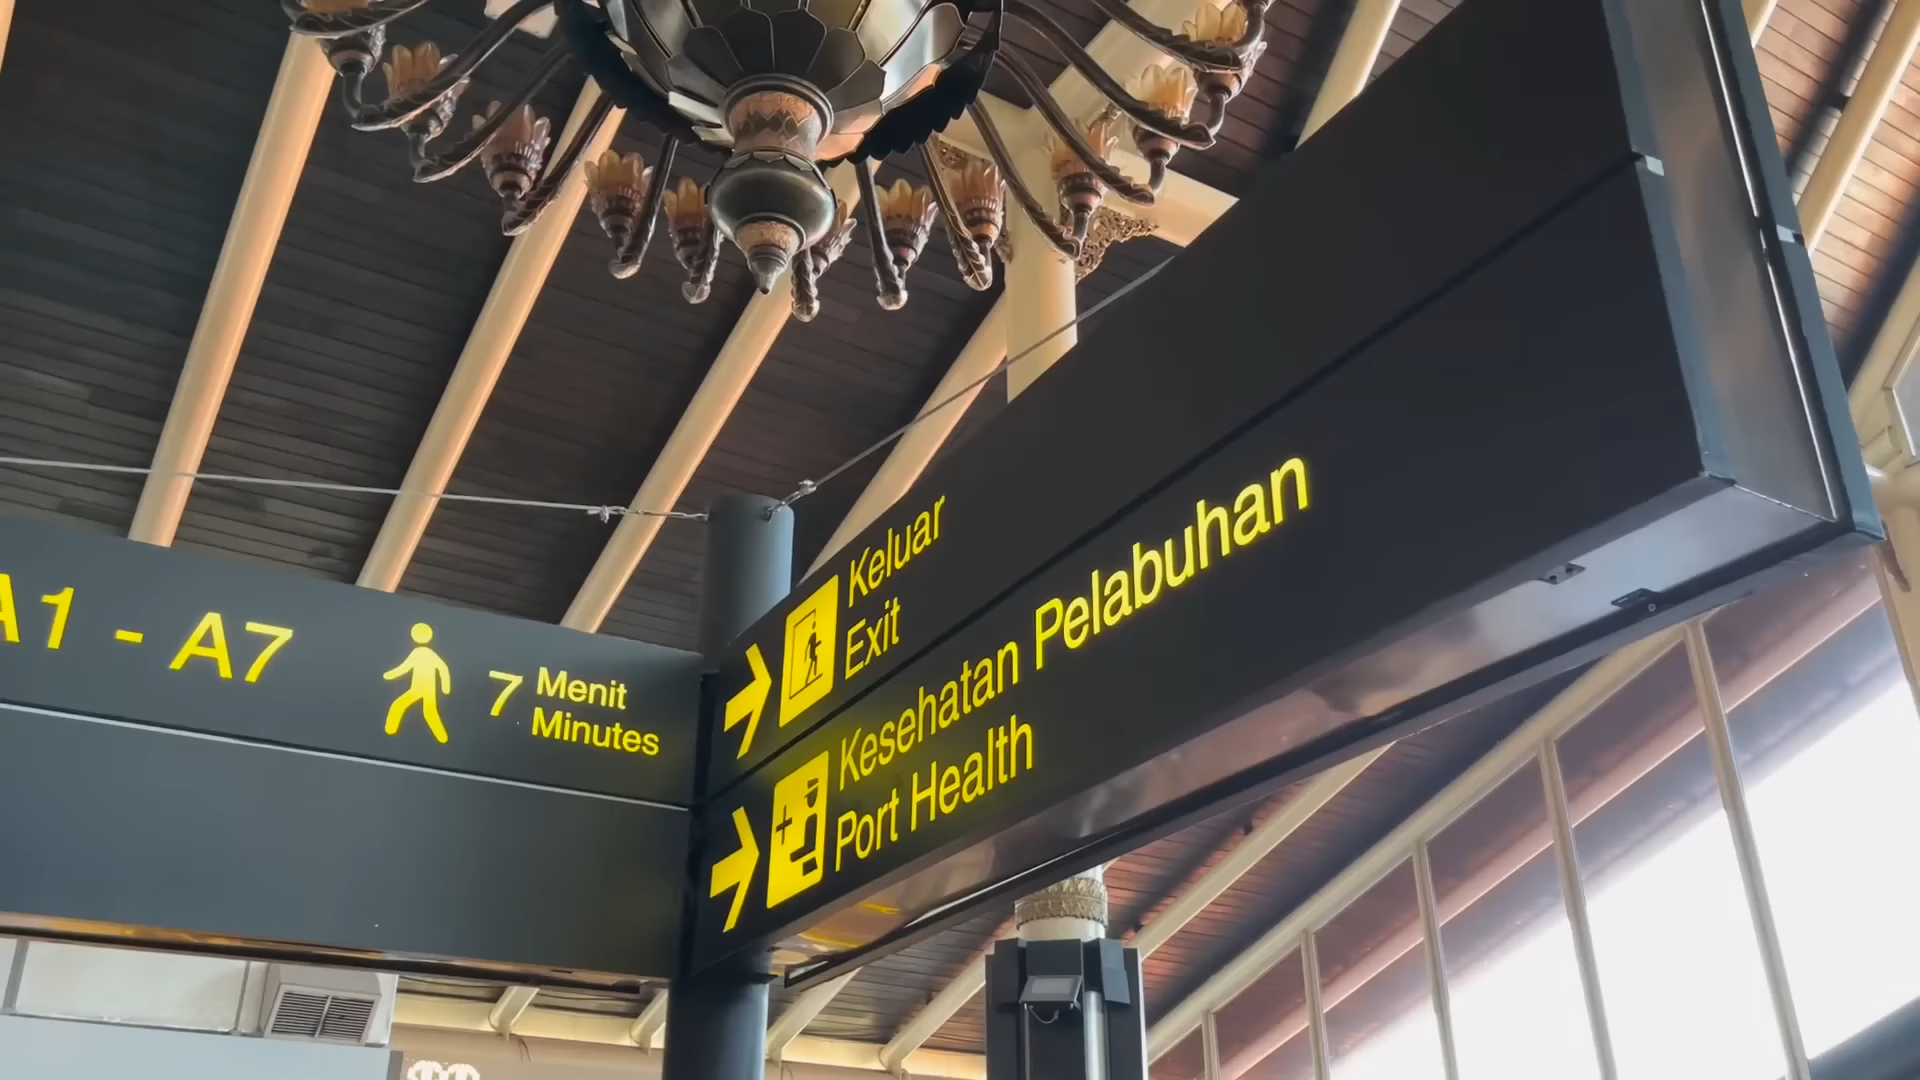 A1 - A7
7
Menit
Minutes
Keluar
Exit
Kesehatan Pelabuhan
Port Health